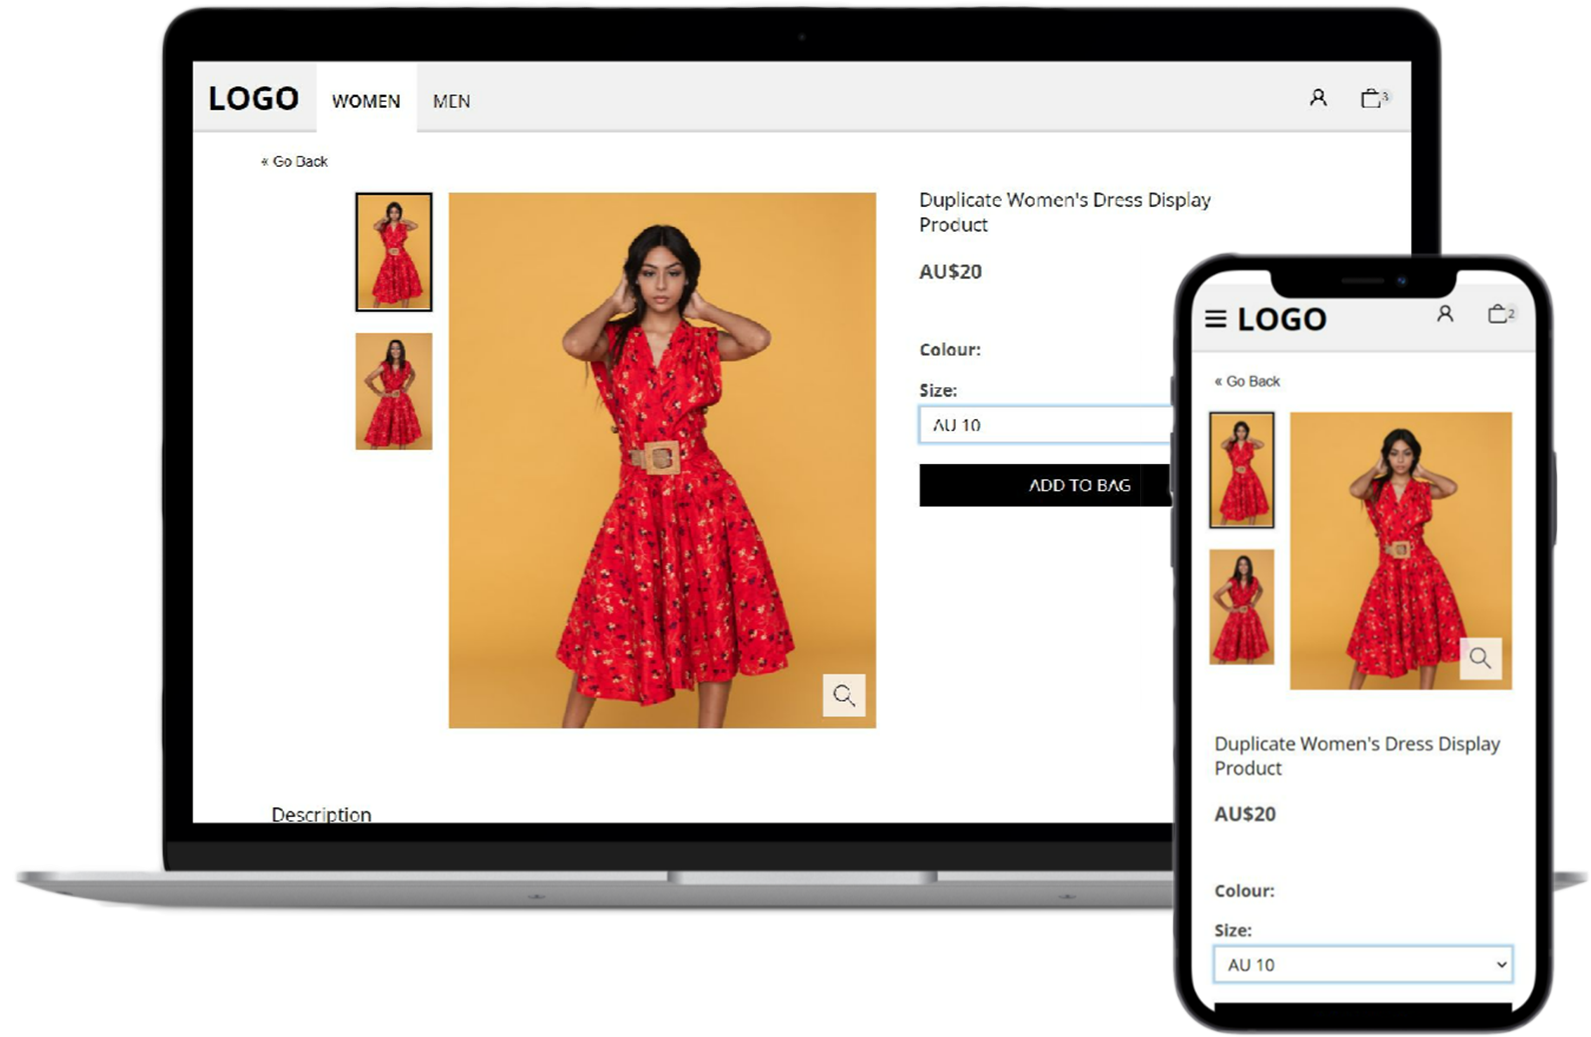 LOGO
WOMEN
MEN
3
« Go Back
Duplicate Women's Dress Display
Product
AU$20
Colour:
Size:
AU 10
ADD TO BAG
Description
LOGO
2
« Go Back
Duplicate Women's Dress Display
Product
AU$20
Colour:
Size:
AU 10